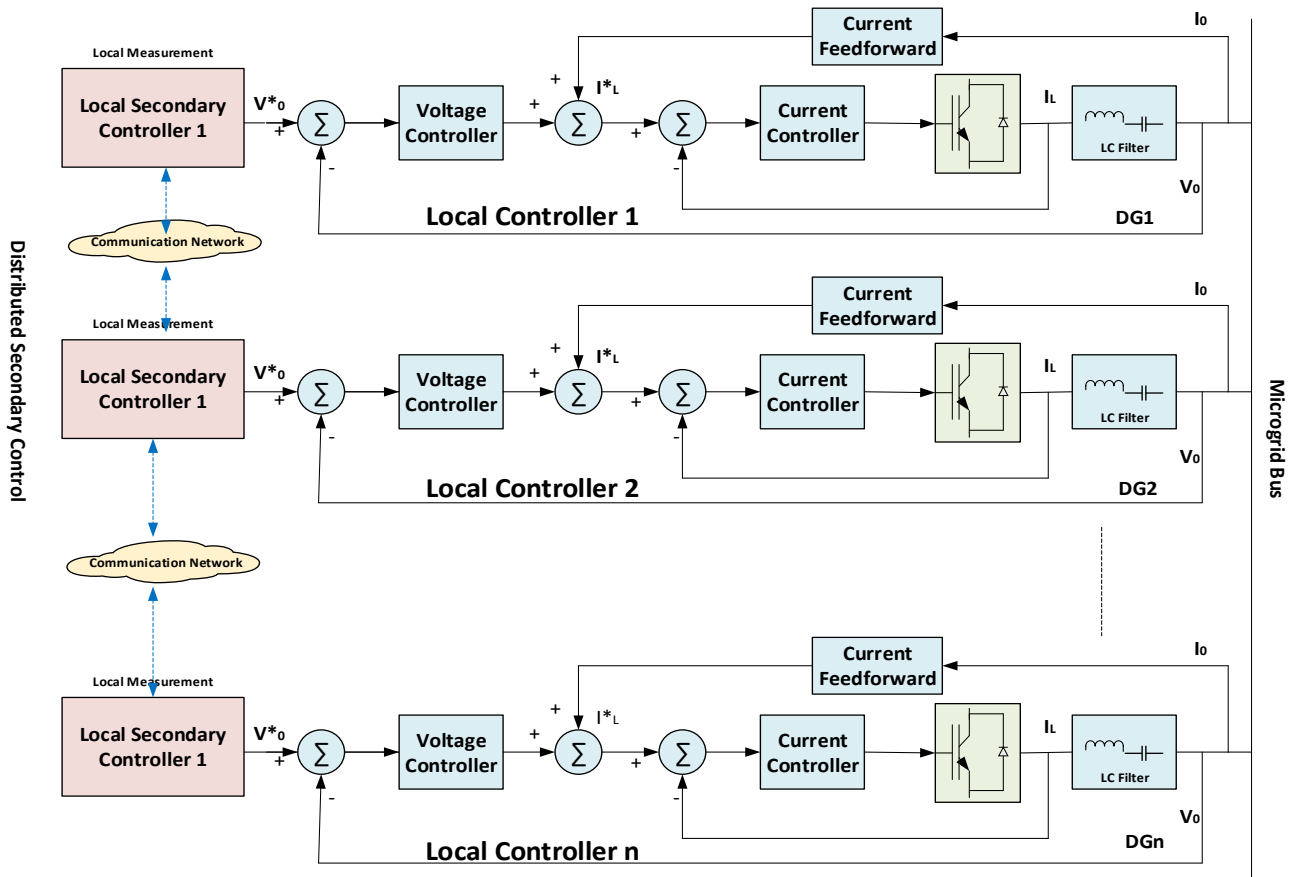 Distributed Secondary Control
Local Measurement
Local Secondary
Controller 1
V*0
+
-
Σ
Voltage
Controller
+
+
Σ
I*L
Current
Feedforward
I0
+
-
Σ
Current
Controller
IL
LC Filter
V0
Local Controller 1
DG1
Communication Network
Local Measurement
Local Secondary
Controller 1
V*0
+
-
Σ
Voltage
Controller
+
+
Σ
I*L
Current
Feedforward
I0
+
-
Σ
Current
Controller
IL
LC Filter
V0
Local Controller 2
DG2
Communication Network
Local Measurement
Local Secondary
Controller 1
V*0
+
-
Σ
Voltage
Controller
+
+
Σ
I*L
Current
Feedforward
I0
+
-
Σ
Current
Controller
IL
LC Filter
V0
Local Controller n
DGn
Microgrid Bus